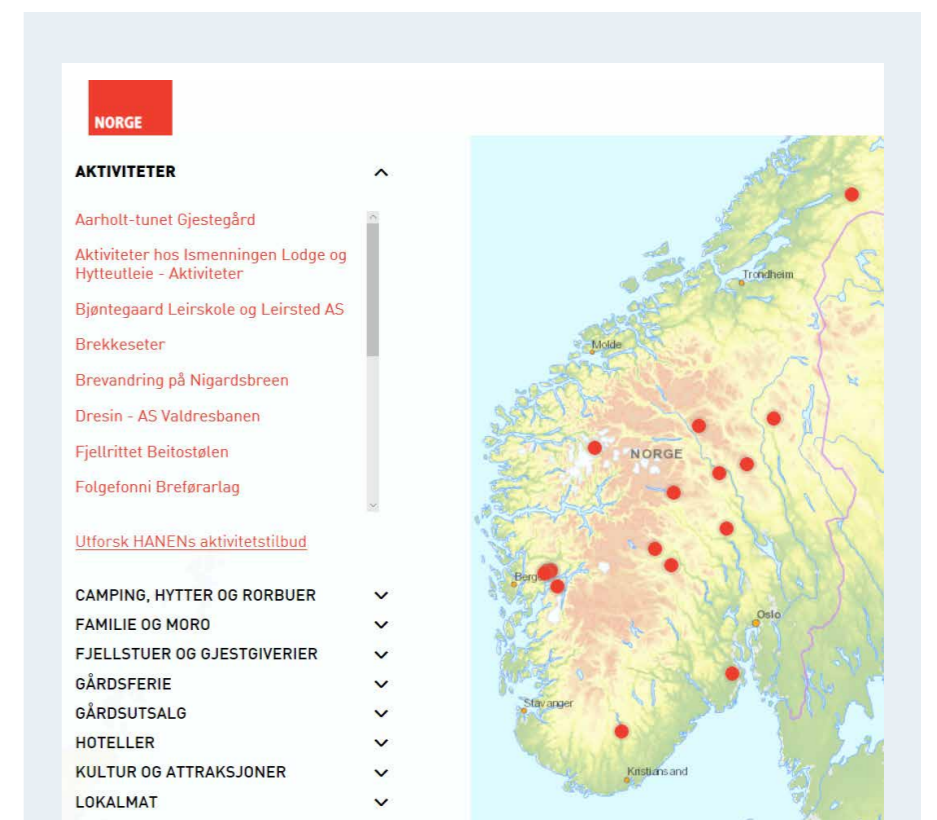 NORGE
AKTIVITETER
Aarholt-tunet Gjestegård
Aktiviteter hos Ismenningen Lodge og
Hytteutleie - Aktiviteter
Bjøntegaard Leirskole og Leirsted AS
Brekkeseter
Brevandring på Nigardsbreen
Dresin - AS Valdresbanen
Fjellrittet Beitostølen
Folgefonni Breførarlag
Utforsk HANENs aktivitetstilbud
CAMPING, HYTTER OG RORBUER
FAMILIE OG MORO
FJELLSTUER OG GJESTGIVERIER
GÅRDSFERIE
GÅRDSUTSALG
HOTELLER
KULTUR OG ATTRAKSJONER
LOKALMAT
Trondheim
Molde
NORGE
Oslo
Stavanger
Kristiansand